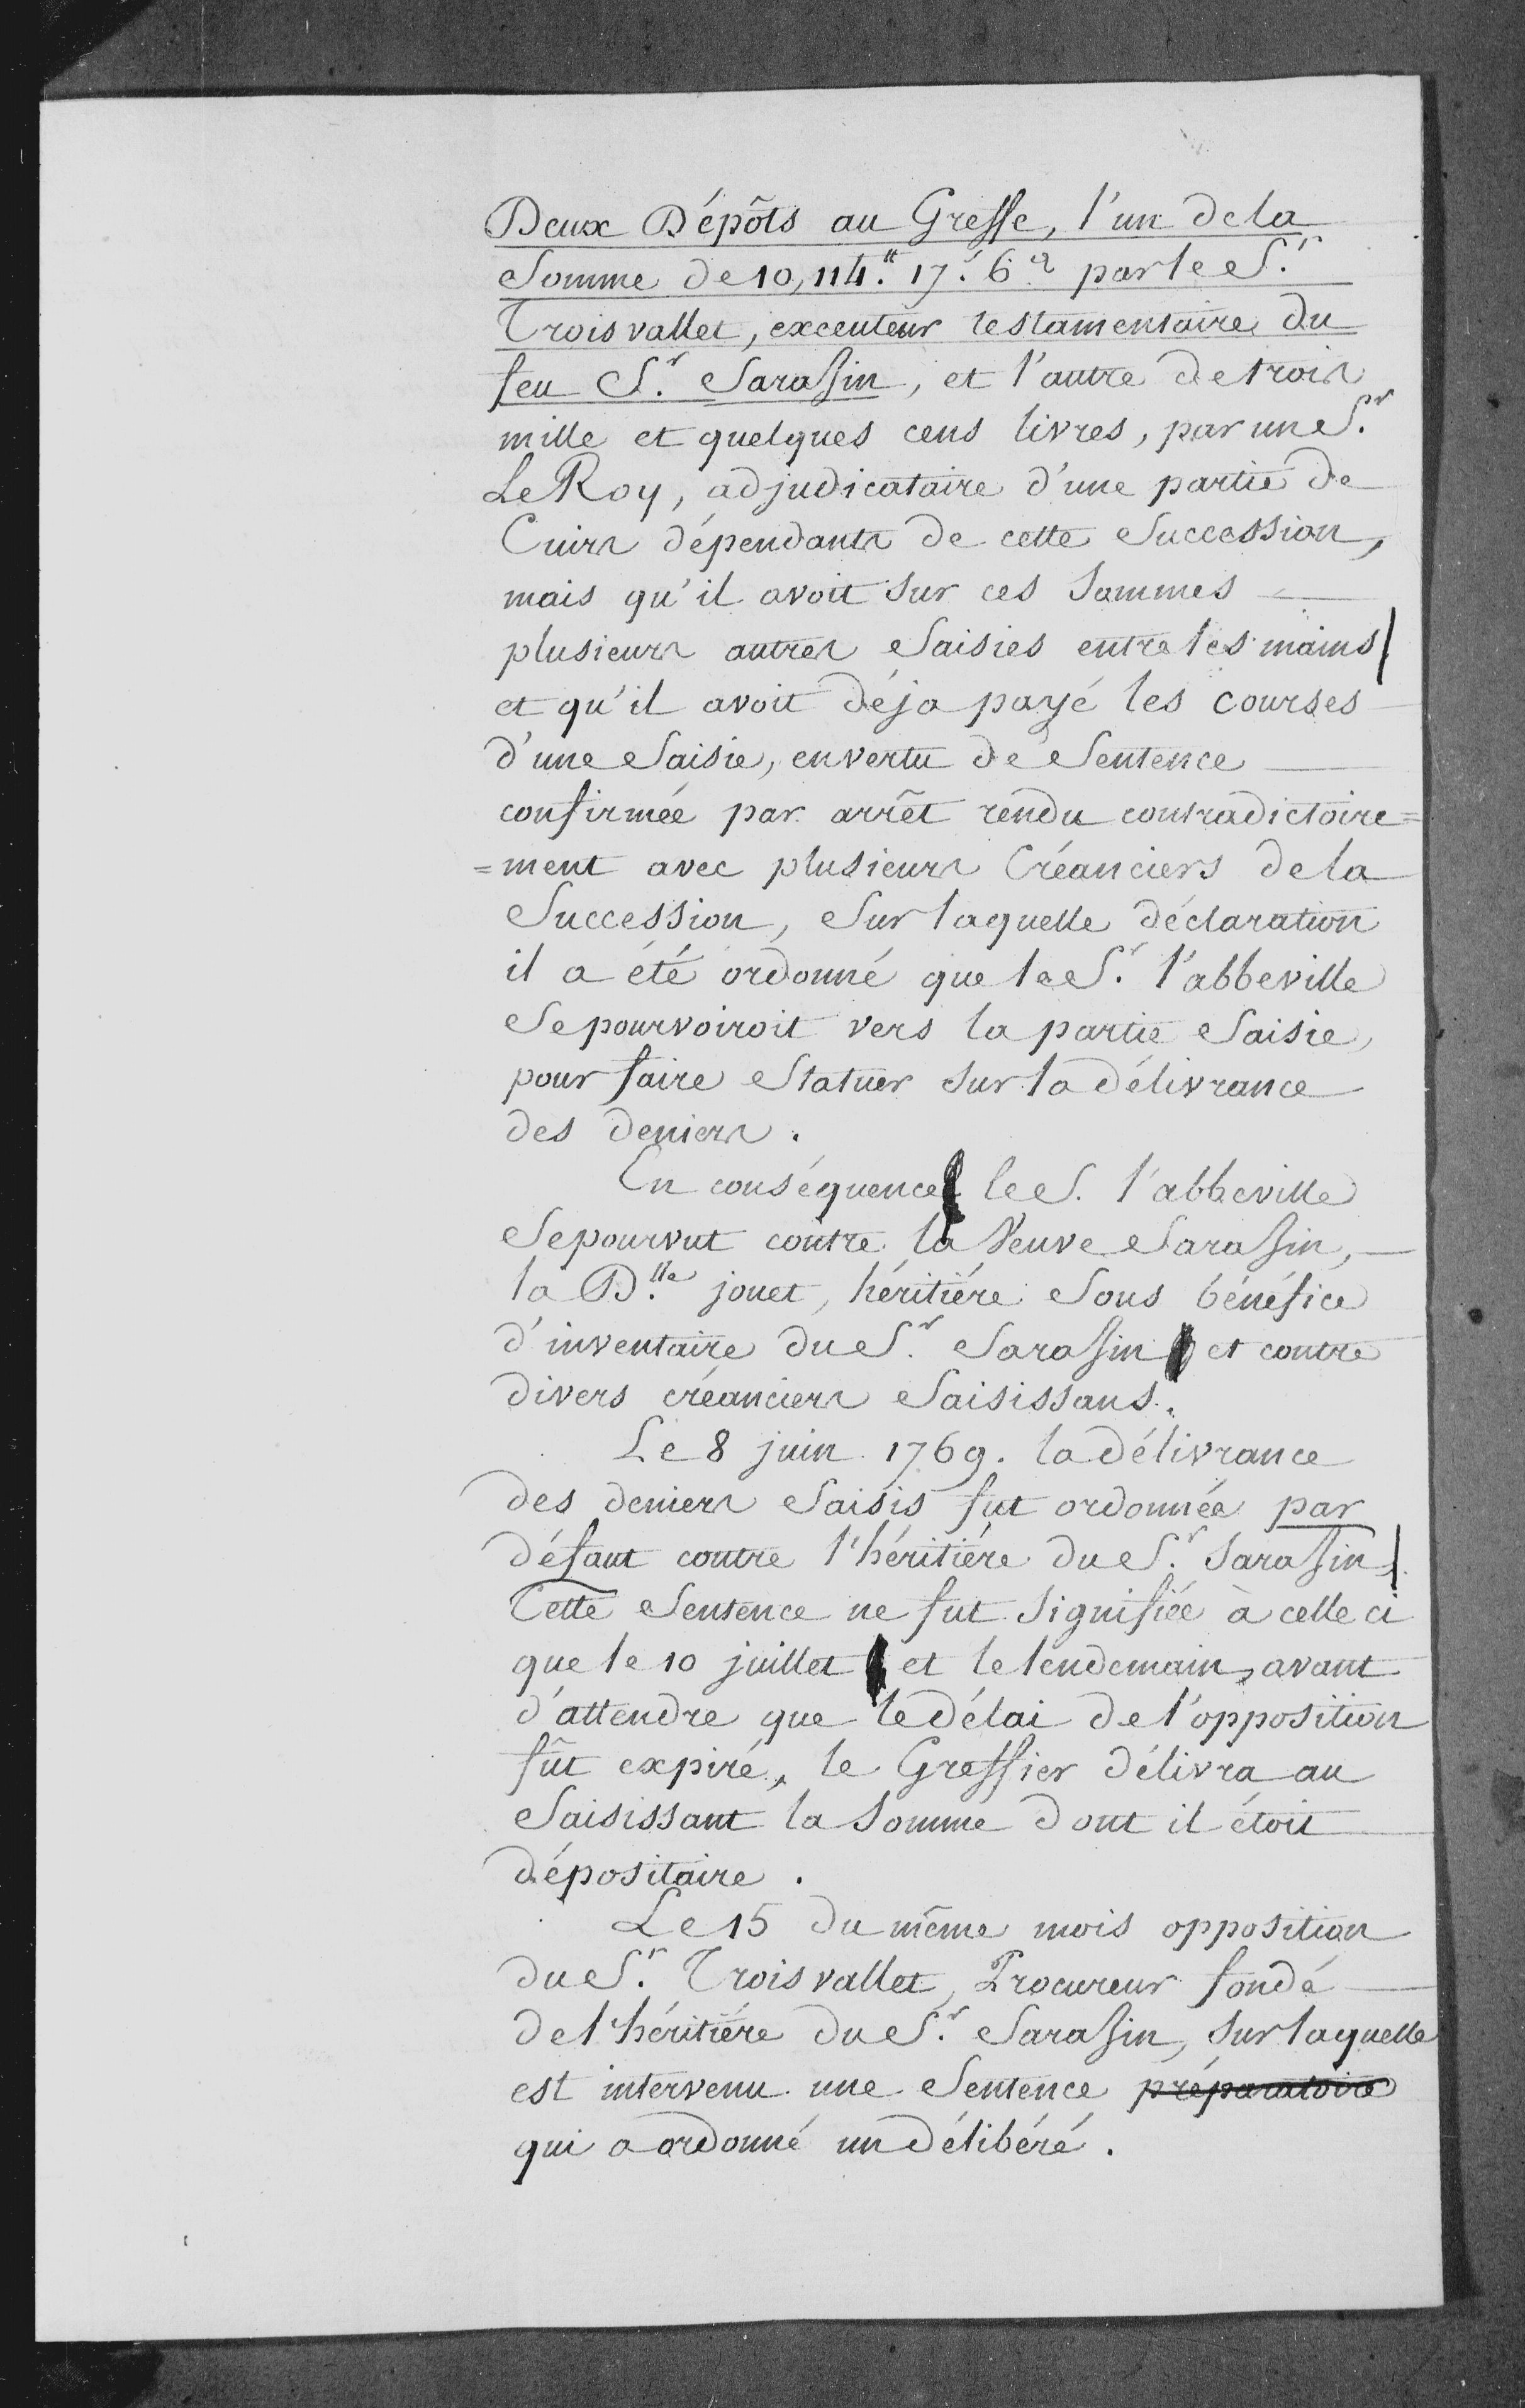 Deux Dépôts au Greffe, l'un de la
Somme de 10,114.ᵗᵗ 17.ˢ 6.ᵈ par le S.ʳ
Troisvallet, executeur testamentaire du
feu S.ʳ Sarassin, et l'autre de trois
mille et quelques cens livres, par un S.ʳ
Le Roy, adjudicataire d'une partie de
Cuirs dépendants de cette Succession,
mais qu'il avoit sur ces sommes
plusieurs autres Saisies entre les mains
et qu'il avoit déja payé les courses
d'une Saisie, en vertu de Sentence
confirmée par arrêt rendu contradictoire=
=ment avec plusieurs Créanciers de la
Succession, Sur laquelle déclaration
il a été ordonné que le S.ʳ l'abbeville
Se pourvoiroit vers la partie Saisie,
pour faire Statuer sur la délivrance
des deniers.
En conséquence le S. l'abbeville
Se pourvut contre la Veuve Sarassin,
la D.ˡˡᵉ jouet, héritiére Sous bénéfice
d'inventaire du S.ʳ Sarassin et contre
divers créanciers Saisissans.
Le 8 juin 1769. la délivrance
des deniers Saisis fut ordonnée par
défaut contre l'héritiére du S.ʳ Sarassin.
Cette Sentence ne fut signifiée à celle ci
que le 10 juillet et le lendemain, avant
d'attendre que le délai de l'opposition
fût expiré, le Greffier délivra au
Saisissant la somme dont il étoit
dépositaire.
Le 15 du même mois opposition
du S.ʳ Troisvallet, Procureur fondé
de l'héritiére du S.ʳ Sarassin, sur laquelle
est intervenu une Sentence préparatoire
qui a ordonné un délibéré.